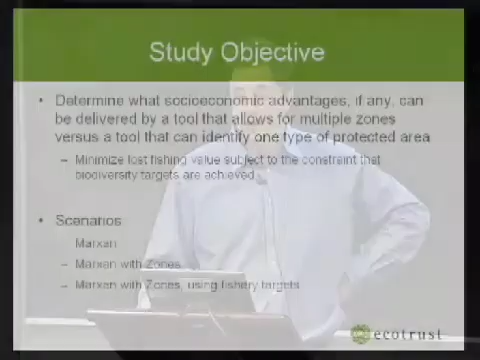 Study Objective
• Determine what socioeconomic advantages, if any, can
be delivered by a tool that allows for multiple zones
versus a tool that can identify one type of protected area
– Minimize lost fishing value subject to the constraint that
biodiversity targets are achieved
• Scenarios
Marxan
– Marxan with Zones
– Marxan with Zones, using fishery targets
ecotrust